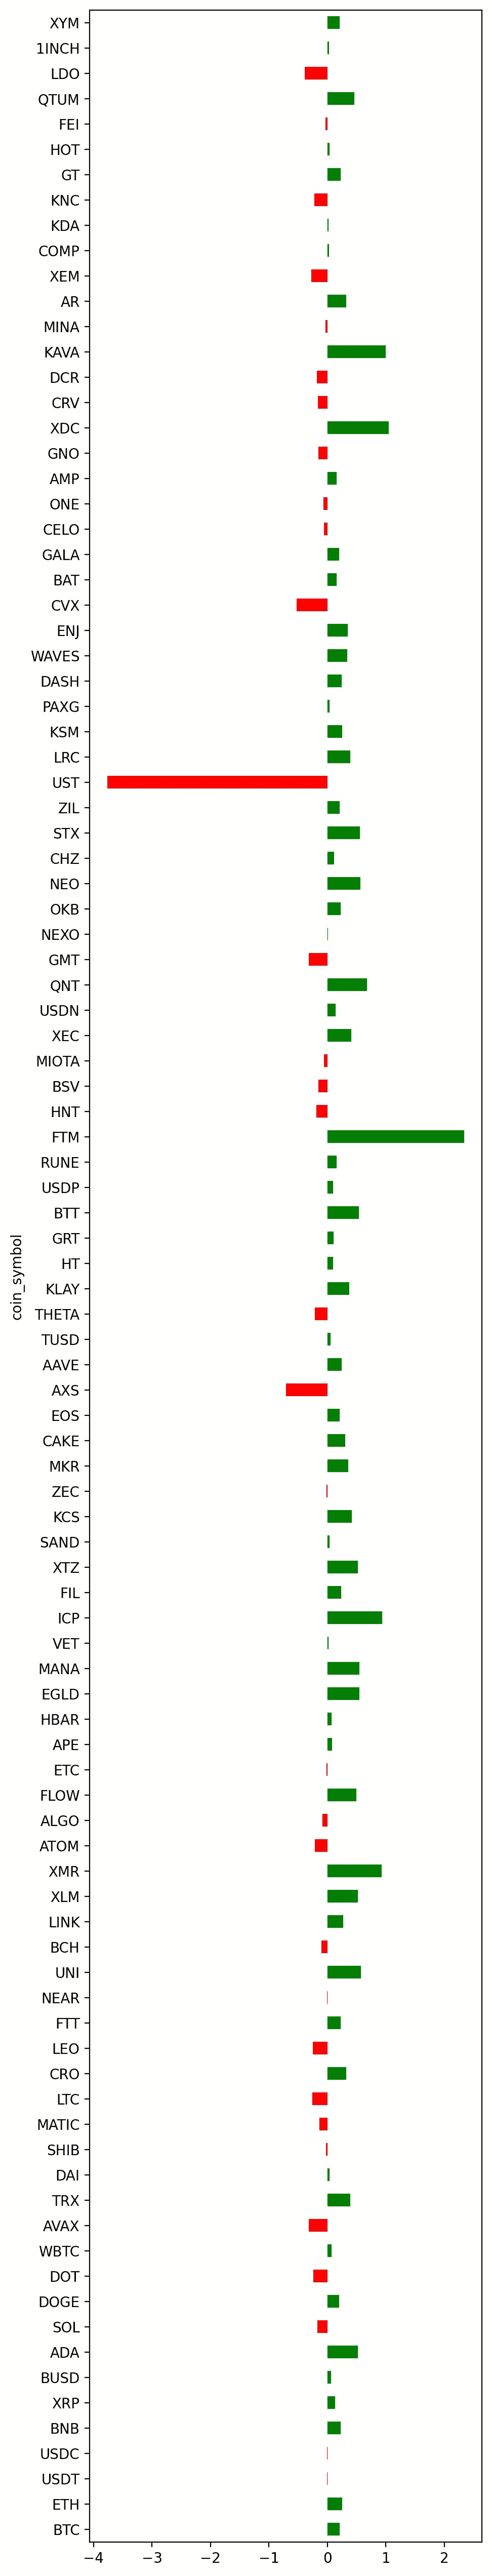 XYM
1INCH
LDO
QTUM
FEI
HOT
GT
KNC
KDA
COMP
XEM
AR
MINA
KAVA
DCR
CRV
XDC
GNO
AMP
ONE
CELO
GALA
BAT
CVX
ENJ
WAVES
DASH
PAXG
KSM
LRC
UST
ZIL
STX
CHZ
NEO
OKB
NEXO
GMT
QNT
USDN
XEC
MIOTA
BSV
HNT
FTM
RUNE
USDP
BTT
GRT
HT
KLAY
THETA
TUSD
AAVE
AXS
EOS
CAKE
MKR
ZEC
KCS
SAND
XTZ
FIL
ICP
VET
MANA
EGLD
HBAR
APE
ETC
FLOW
ALGO
ATOM
XMR
XLM
LINK
BCH
UNI
NEAR
FTT
LEO
CRO
LTC
MATIC
SHIB
DAI
TRX
AVAX
WBTC
DOT
DOGE
SOL
ADA
BUSD
XRP
BNB
USDC
USDT
ETH
BTC
coin_symbol
−4 −3 −2 −1 0 1 2